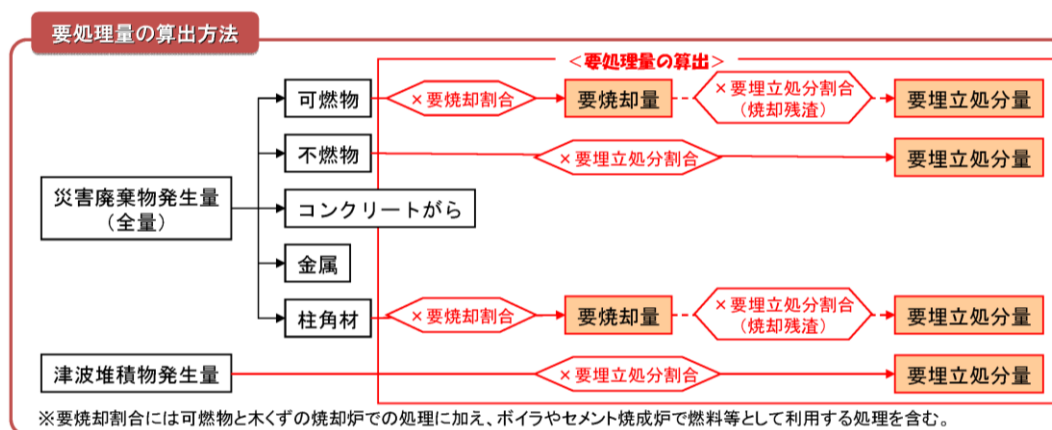 要処理量の算出方法
＜要処理量の算出＞
可燃物
×要焼却割合
要焼却量
×要埋立処分割合
（焼却残渣）
要埋立処分量
不燃物
×要埋立処分割合
要埋立処分量
災害廃棄物発生量
（全量）
コンクリートがら
金属
柱角材
×要焼却割合
要焼却量
×要埋立処分割合
（焼却残渣）
要埋立処分量
津波堆積物発生量
×要埋立処分割合
要埋立処分量
※要焼却割合には可燃物と木くずの焼却炉での処理に加え、ボイラやセメント焼成炉で燃料等として利用する処理を含む。